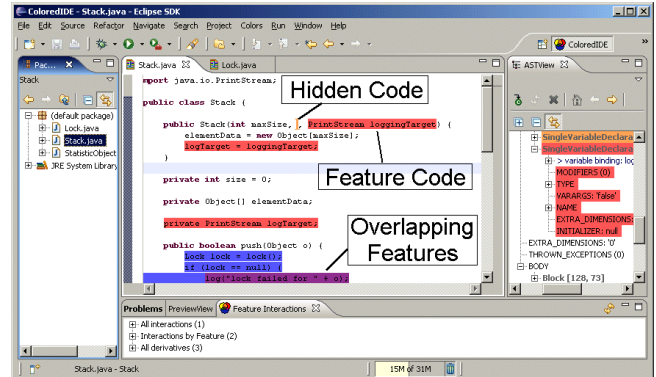 ColoredIDE - Stack.java - Eclipse SDK
File Edit Source Refactor Navigate Search Project Colors Run Window Help
ColoredIDE
Pac...
Stack
(default package)
Lock.java
Stack.java
StatisticObject
JRE System Library
Stack.java
Lock.java
mport java.io.PrintStream;
public class Stack {
Hidden Code
public Stack(int maxSize, , PrintStream loggingTarget) {
elementData = new Object[maxSize];
logTarget = loggingTarget;
}
Feature Code
private int size = 0;
private Object[] elementData;
private PrintStream logTarget;
Overlapping
Features
public boolean push(Object o) {
Lock lock = lock();
if (lock == null) {
log("lock failed for " + o);
ASTView
SingleVariableDeclara
SingleVariableDeclara
> variable binding: log
MODIFIERS (0)
TYPE
VARARGS: 'false'
NAME
EXTRA_DIMENSIONS:
INITIALIZER: null
EXTRA_DIMENSIONS: '0'
THROWN_EXCEPTIONS (0)
BODY
Block [128, 73]
Problems PreviewView Feature Interactions
All interactions (1)
Interactions by Feature (2)
All derivatives (3)
Stack.java - Stack
15M of 31M